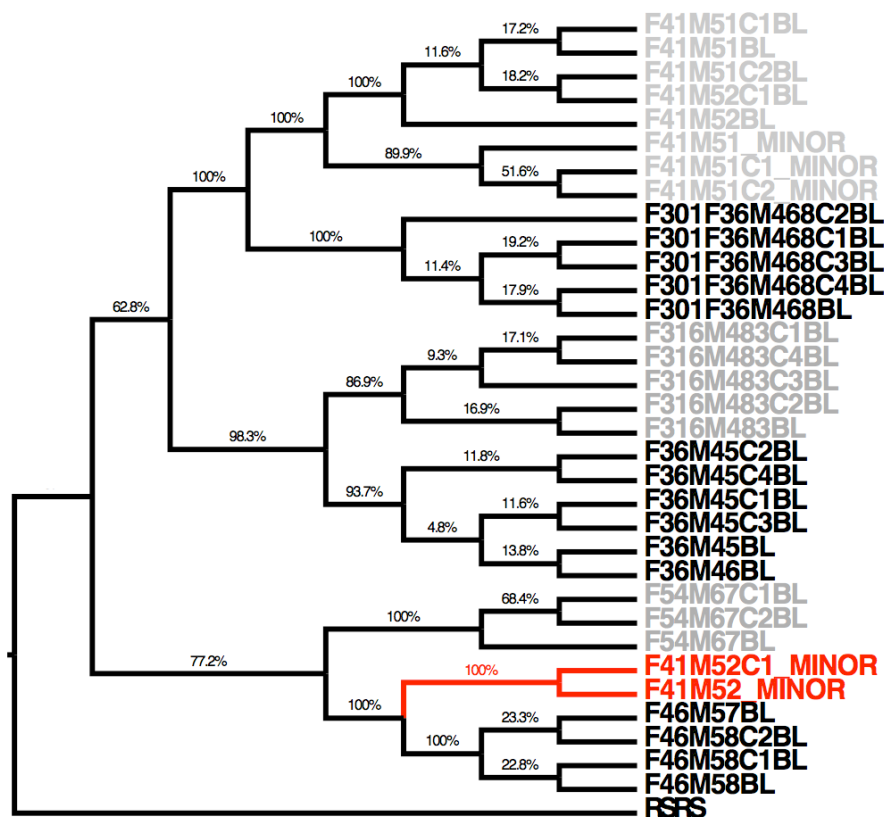 17.2%
F41M51C1BL
F41M51BL
11.6%
18.2%
F41M51C2BL
F41M52C1BL
100%
F41M52BL
100%
89.9%
F41M51_MINOR
51.6%
F41M51C1_MINOR
F41M51C2_MINOR
100%
100%
F301F36M468C2BL
11.4%
19.2%
F301F36M468C1BL
F301F36M468C3BL
17.9%
F301F36M468C4BL
F301F36M468BL
62.8%
17.1%
F316M483C1BL
F316M483C4BL
9.3%
F316M483C3BL
86.9%
16.9%
F316M483C2BL
F316M483BL
98.3%
11.8%
F36M45C2BL
F36M45C4BL
93.7%
11.6%
F36M45C1BL
F36M45C3BL
4.8%
13.8%
F36M45BL
F36M46BL
68.4%
F54M67C1BL
F54M67C2BL
100%
F54M67BL
77.2%
100%
F41M52C1_MINOR
F41M52_MINOR
100%
23.3%
F46M57BL
F46M58C2BL
100%
22.8%
F46M58C1BL
F46M58BL
RSRS